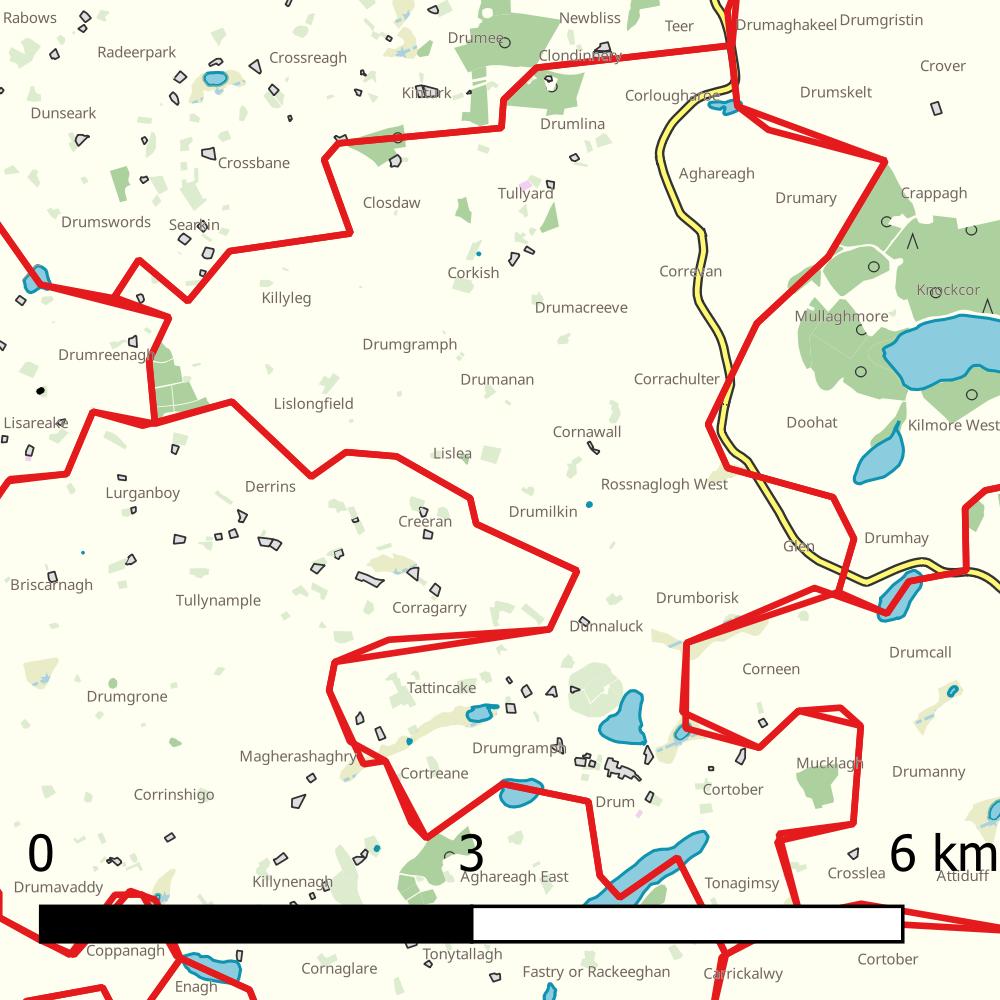 Rabows
Newbliss
Teer
Drumaghakeel
Drumgristin
Drumee
Radeerpark
Crossreagh
Clondinnery
Crover
Kinturk
Corlougharoe
Drumskelt
Dunseark
Drumlina
Crossbane
Aghareagh
Tullyard
Drumary
Crappagh
Closdaw
Drumswords
Searkin
Corkish
Correvan
Knockcor
Killyleg
Drumacreeve
Mullaghmore
Drumreenagh
Drumgramph
Drumanan
Corrachulter
Lislongfield
Lisareake
Doohat
Kilmore West
Cornawall
Lislea
Lurganboy
Derrins
Rossnaglogh West
Creeran
Drumilkin
Glen
Drumhay
Briscarnagh
Tullynample
Corragarry
Drumborisk
Dunnaluck
Drumcall
Corneen
Drumgrone
Tattincake
Magherashaghry
Drumgramph
Mucklagh
Drumanny
Corrinshigo
Cortreane
Cortober
Drum
0 3 6 km
Drumavaddy
Killynenagh
Aghareagh East
Tonagimsy
Crosslea
Attiduff
Coppanagh
Cornaglare
Tonytallagh
Fastry or Rackeeghan
Carrickalwy
Cortober
Enagh